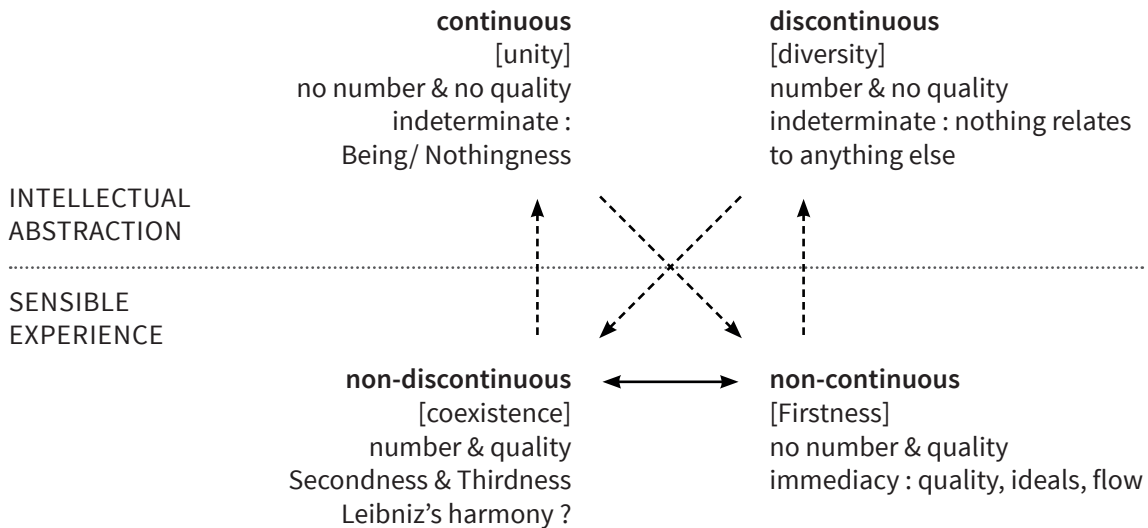 continuous
[unity]
no number & no quality
indeterminate :
Being/ Nothingness
discontinuous
[diversity]
number & no quality
indeterminate : nothing relates
to anything else
INTELLECTUAL
ABSTRACTION
SENSIBLE
EXPERIENCE
non-discontinuous
[coexistence]
number & quality
Secondness & Thirdness
Leibniz’s harmony ?
non-continuous
[Firstness]
no number & quality
immediacy : quality, ideals, flow